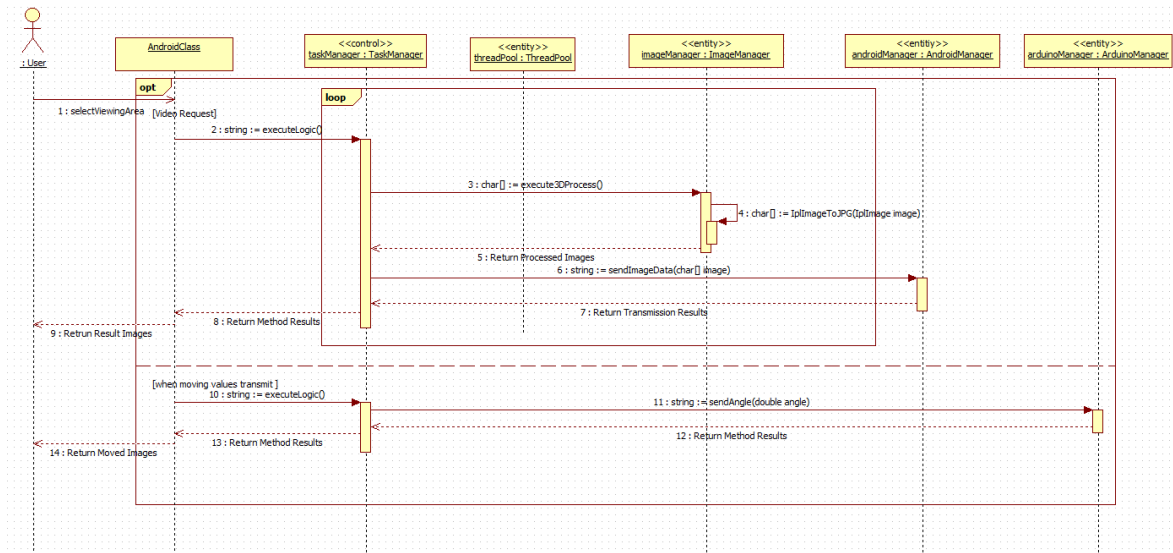 : User
AndroidClass
<<control>>
taskManager : TaskManager
<<entity>>
threadPool : ThreadPool
<<entity>>
imageManager : ImageManager
<<entitiy>>
androidManager : AndroidManager
<<entity>>
arduinoManager : ArduinoManager
opt
loop
1 : selectViewingArea
[Video Request]
2 : string := executeLogic()
3 : char[] := execute3DProcess()
4 : char[] := IplImageToJPG(IplImage image)
5 : Return Processed Images
6 : string := sendImageData(char[] image)
7 : Return Transmission Results
8 : Return Method Results
9 : Retrun Result Images
[when moving values transmit ]
10 : string := executeLogic()
11 : string := sendAngle(double angle)
12 : Return Method Results
13 : Return Method Results
14 : Return Moved Images